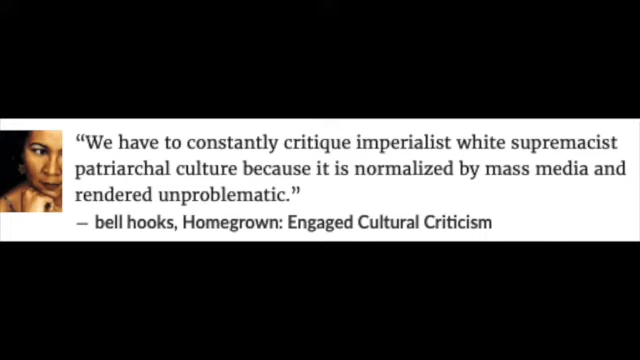 “We have to constantly critique imperialist white supremacist
patriarchal culture because it is normalized by mass media and
rendered unproblematic.”
― bell hooks, Homegrown: Engaged Cultural Criticism